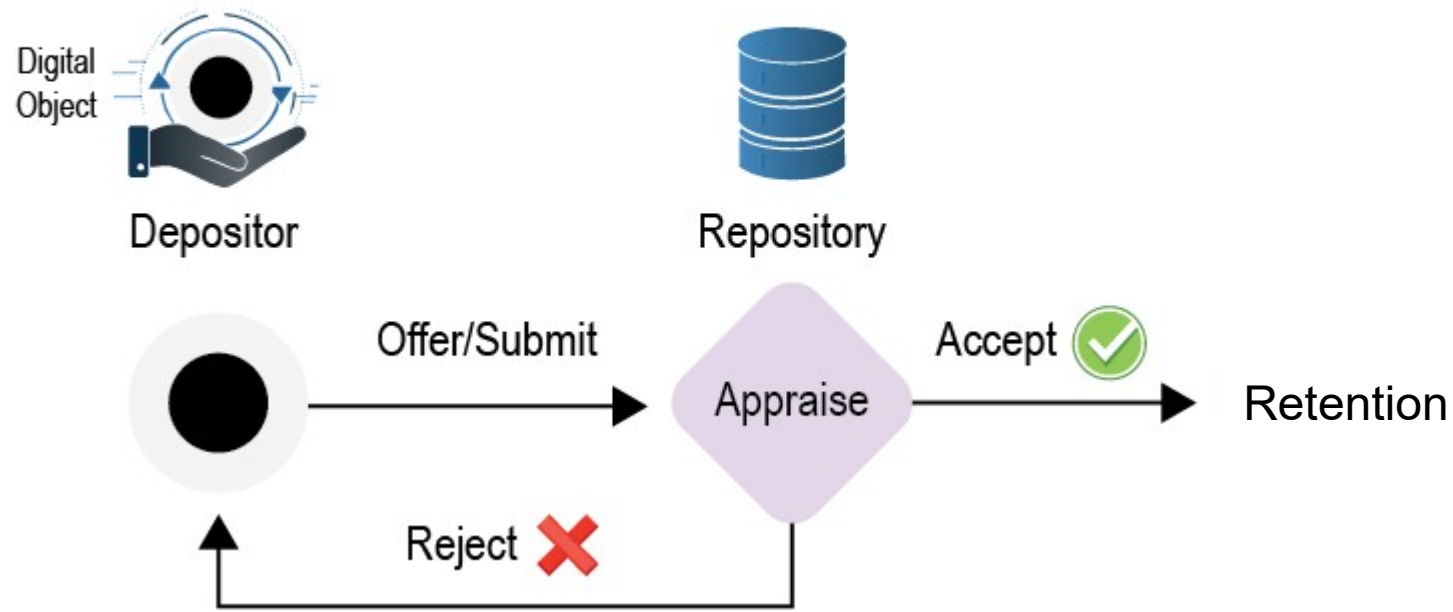 Digital
Object
Depositor
Repository
Offer/Submit
Appraise
Accept
Retention
Reject